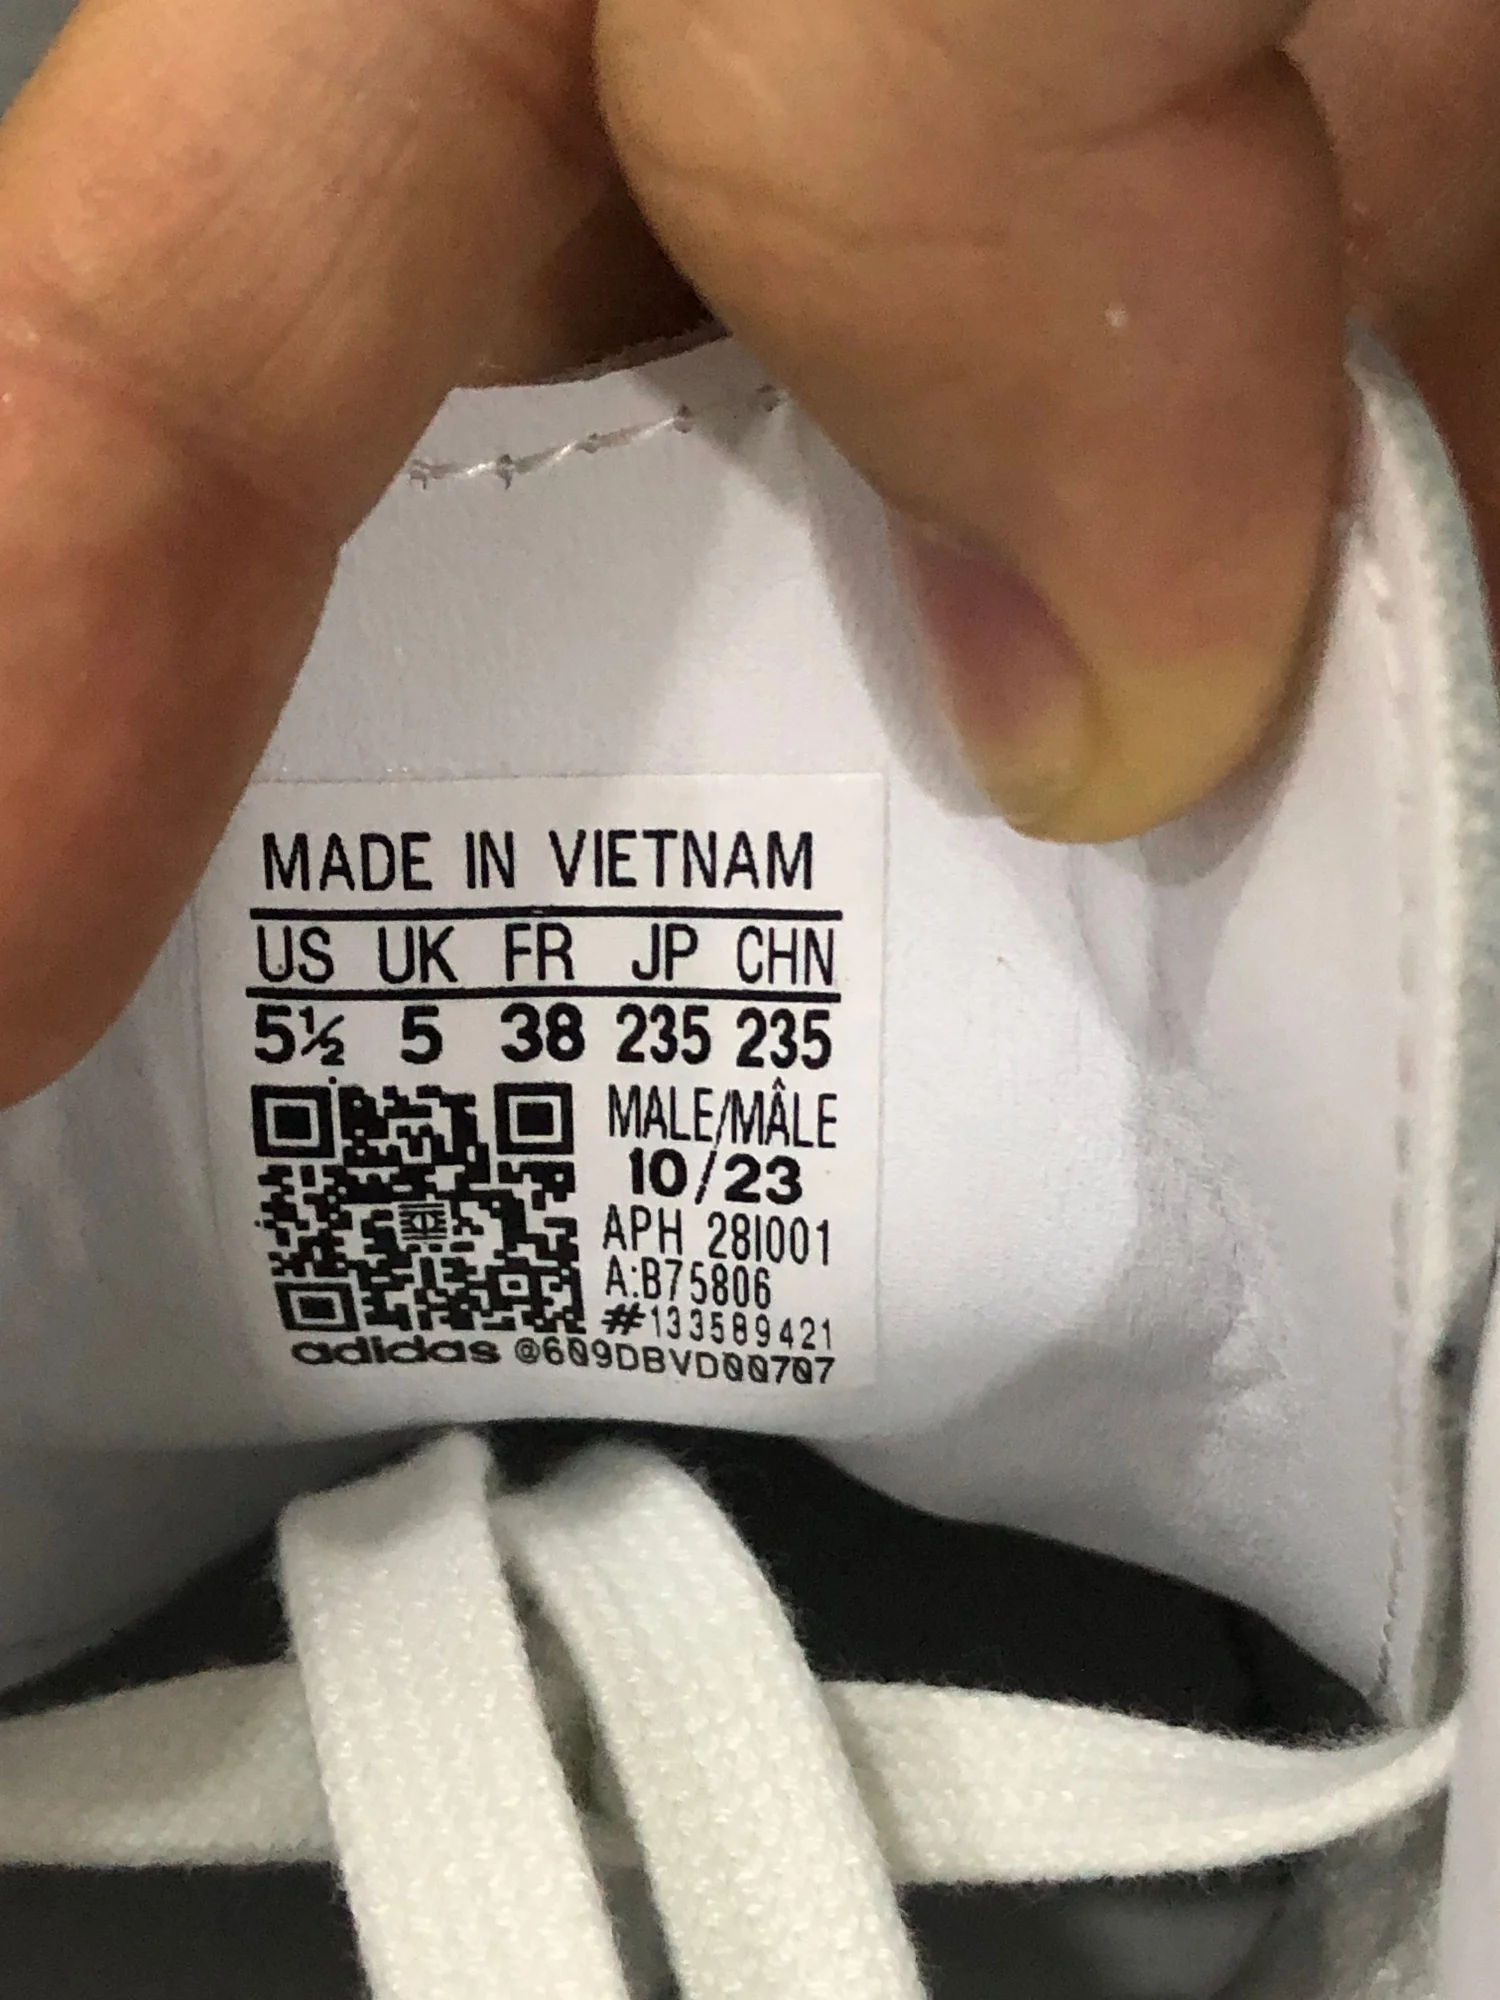 MADE IN VIETNAM
US UK FR JP CHN
5½ 5 38 235 235
MALE/MÂLE
10/23
APH 28I001
A:B75806
#133589421
adidas @609DBVD00707